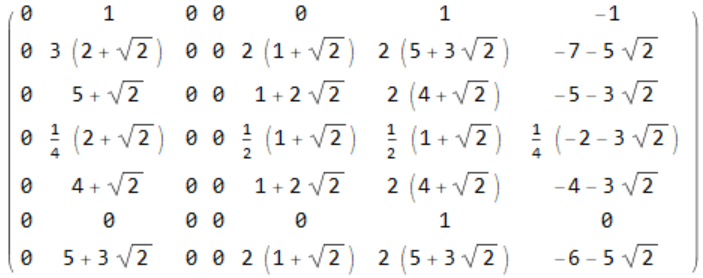 0 1 0 0 0 1 -1
0 3 (2 + √2) 0 0 2 (1 + √2) 2 (5 + 3 √2) -7 - 5 √2
0 5 + √2 0 0 1 + 2 √2 2 (4 + √2) -5 - 3 √2
0 1/4 (2 + √2) 0 0 1/2 (1 + √2) 1/2 (1 + √2) 1/4 (-2 - 3 √2)
0 4 + √2 0 0 1 + 2 √2 2 (4 + √2) -4 - 3 √2
0 0 0 0 0 1 0
0 5 + 3 √2 0 0 2 (1 + √2) 2 (5 + 3 √2) -6 - 5 √2